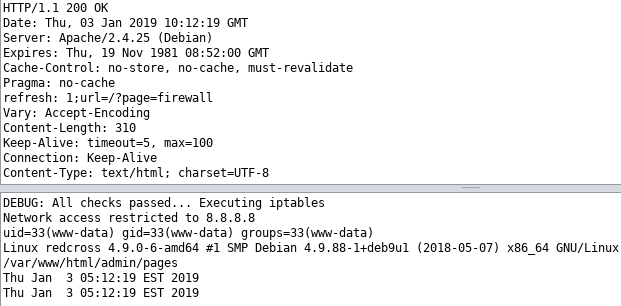 HTTP/1.1 200 OK
Date: Thu, 03 Jan 2019 10:12:19 GMT
Server: Apache/2.4.25 (Debian)
Expires: Thu, 19 Nov 1981 08:52:00 GMT
Cache-Control: no-store, no-cache, must-revalidate
Pragma: no-cache
refresh: 1;url=/?page=firewall
Vary: Accept-Encoding
Content-Length: 310
Keep-Alive: timeout=5, max=100
Connection: Keep-Alive
Content-Type: text/html; charset=UTF-8
DEBUG: All checks passed... Executing iptables
Network access restricted to 8.8.8.8
uid=33(www-data) gid=33(www-data) groups=33(www-data)
Linux redcross 4.9.0-6-amd64 #1 SMP Debian 4.9.88-1+deb9u1 (2018-05-07) x86_64 GNU/Linux
/var/www/html/admin/pages
Thu Jan  3 05:12:19 EST 2019
Thu Jan  3 05:12:19 EST 2019